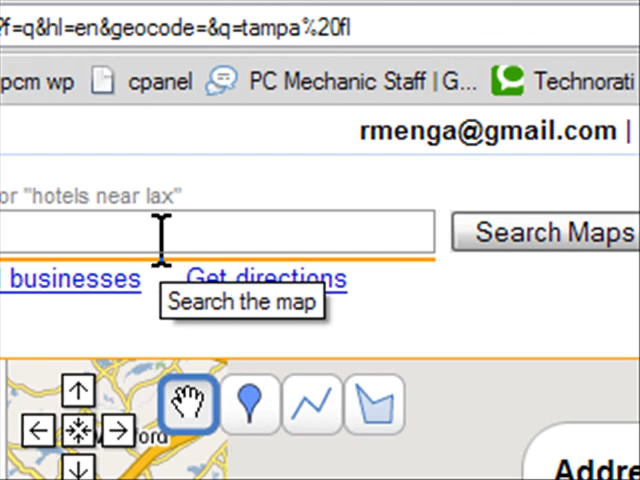 ?f=q&hl=en&geocode=&q=tampa%20fl
pcm wp cpanel PC Mechanic Staff | G... Technorati
rmenga@gmail.com |
or "hotels near lax"
Search Maps
businesses Get directions
Search the map
ord
Addre